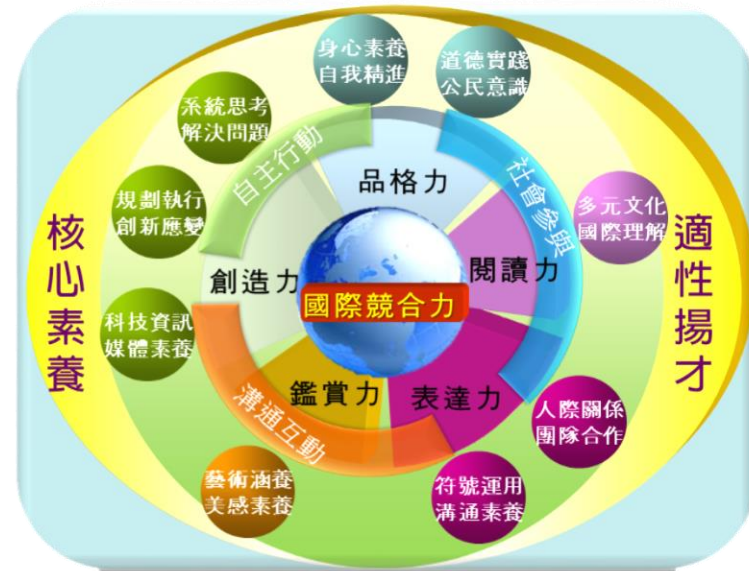 身心素養
自我精進
道德實踐
公民意識
系統思考
解決問題
自主行動
社會參與
品格力
規劃執行
創新應變
多元文化
國際理解
核心素養
適性揚才
創造力
閱讀力
國際競合力
科技資訊
媒體素養
鑑賞力
表達力
溝通互動
人際關係
團隊合作
藝術涵養
美感素養
符號運用
溝通素養